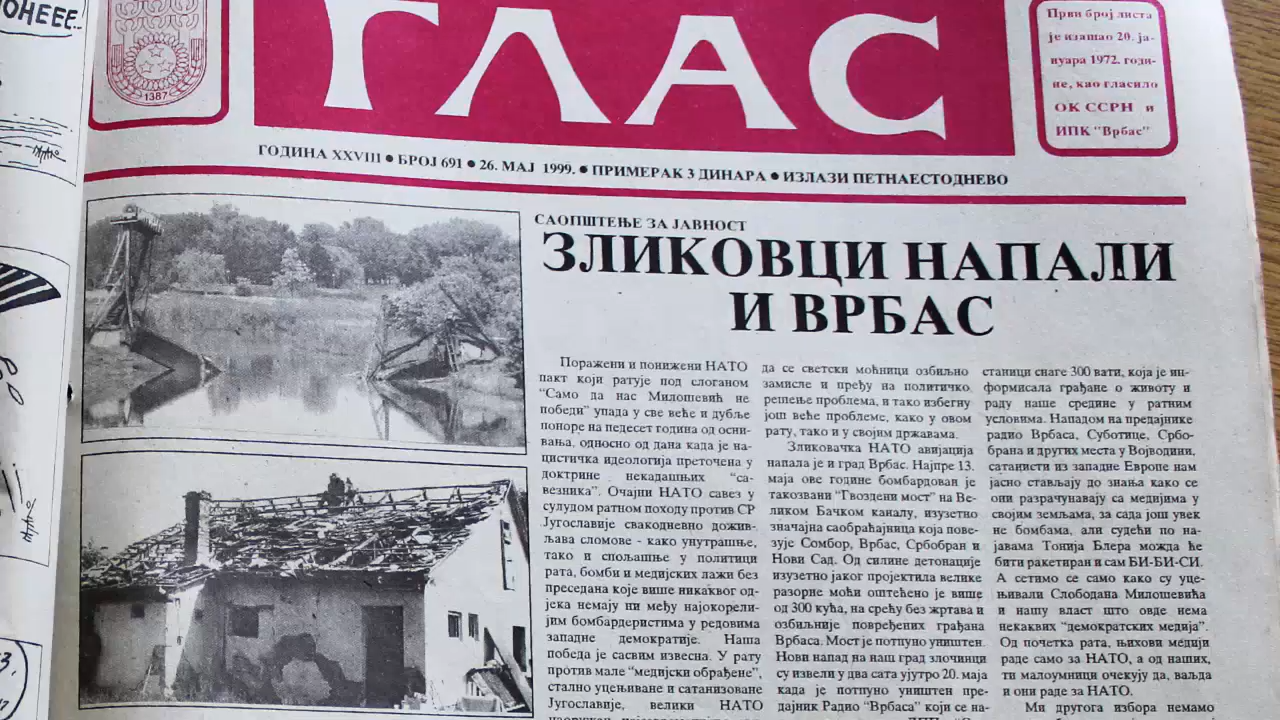 ОНЕЕЕ..
1387
ГЛАС
Први број листа
је изашао 20. ја-
нуара 1972. годи-
не, као гласило
ОК ССРН и
ИПК "Врбас"
ГОДИНА XXVIII ● БРОЈ 691 ● 26. МАЈ 1999. ● ПРИМЕРАК 3 ДИНАРА ● ИЗЛАЗИ ПЕТНАЕСТОДНЕВО
САОПШТЕЊЕ ЗА ЈАВНОСТ
ЗЛИКОВЦИ НАПАЛИ
И ВРБАС
Поражени и понижени НАТО
пакт који ратује под слоганом
"Само да нас Милошевић не
победи" упада у све веће и дубље
поноре на педесет година од осни-
вања, односно од дана када је на-
цистичка идеологија преточена у
доктрине некадашњих "са-
везника". Очајни НАТО савез у
сулудом ратном походу против СР
Југославије свакодневно дожив-
љава сломове - како унутрашње,
тако и спољашње у политици
рата, бомби и медијских лажи без
преседана које више никаквог од-
јека немају ни међу најокорели-
јим бомбардеристима у редовима
западне демократије. Наша
победа је сасвим извесна. У рату
против мале "медијски обрађене",
стално уцењиване и сатанизоване
Југославије, велики НАТО
да се светски моћници озбиљно
замисле и пређу на политичко
решење проблема, и тако избегну
још веће проблеме, како у овом
рату, тако и у својим државама.
Зликовачка НАТО авијација
напала је и град Врбас. Најпре 13.
маја ове године бомбардован је
такозвани "Гвоздени мост" на Ве-
ликом Бачком каналу, изузетно
значајна саобраћајница која пове-
зује Сомбор, Врбас, Србобран и
Нови Сад. Од силине детонације
изузетно јаког пројектила велике
разорне моћи оштећено је више
од 300 кућа, на срећу без жртава и
озбиљније повређених грађана
Врбаса. Мост је потпуно уништен.
Нови напад на наш град злочинци
су извели у два сата ујутро 20. маја
када је потпуно уништен пре-
дајник Радио "Врбаса" који се на-
станици снаге 300 вати, која је ин-
формисала грађане о животу и
раду наше средине у ратним
условима. Нападом на предајнике
радио Врбаса, Суботице, Србо-
брана и других места у Војводини,
сатанисти из западне Европе нам
јасно стављају до знања како се
они разрачунавају са медијима у
својим земљама, за сада још увек
не бомбама, али судећи по на-
јавама Тонија Блера можда ће
бити ракетиран и сам БИ-БИ-СИ.
А сетимо се само како су уце-
њивали Слободана Милошевића
и нашу власт што овде нема
некаквих "демократских медија".
Од почетка рата, њихови медији
раде само за НАТО, а од наших,
ти малоумници очекују да, ваљда
и они раде за НАТО.
Ми другога избора немамо